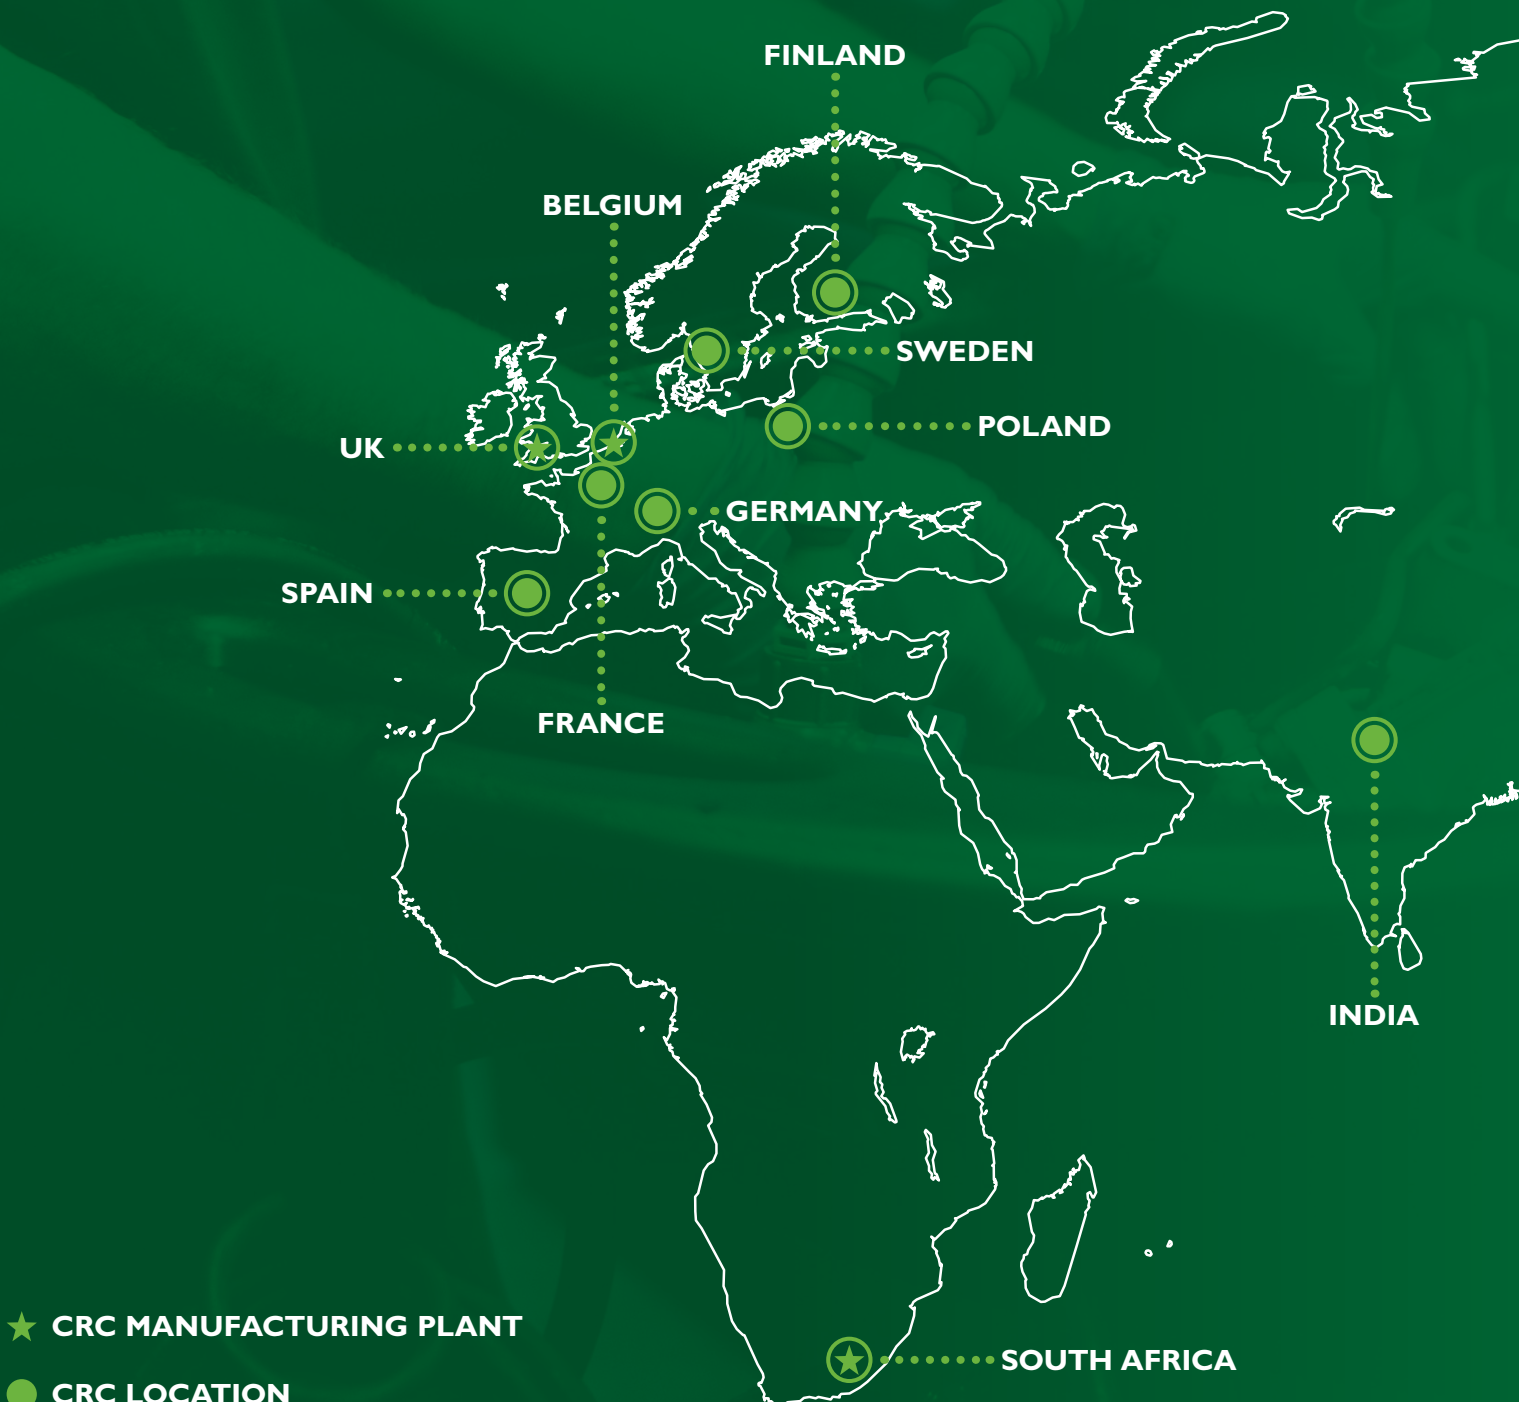 FINLAND
BELGIUM
SWEDEN
POLAND
UK
GERMANY
SPAIN
FRANCE
INDIA
CRC MANUFACTURING PLANT
SOUTH AFRICA
CRC LOCATION